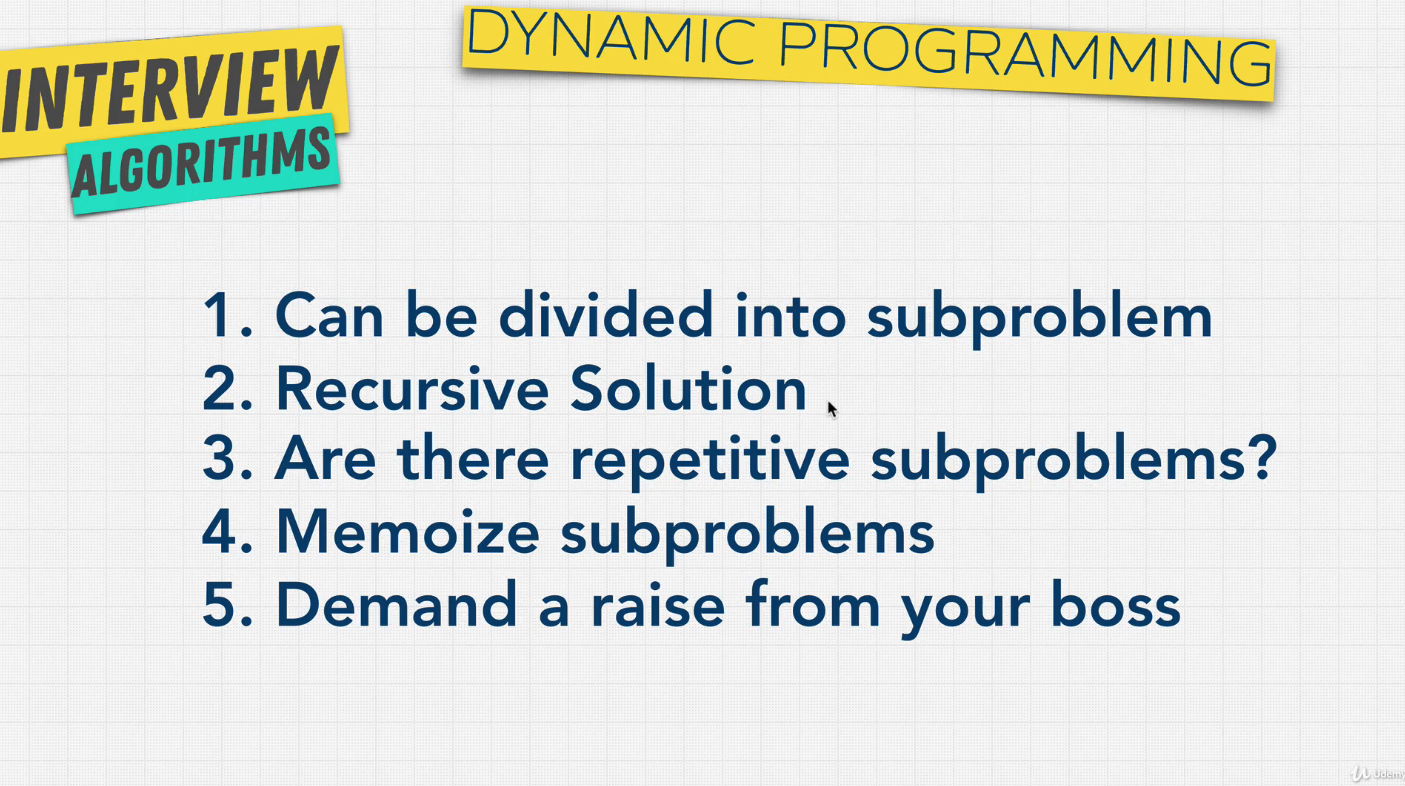 INTERVIEW
ALGORITHMS
DYNAMIC PROGRAMMING
1. Can be divided into subproblem
2. Recursive Solution
3. Are there repetitive subproblems?
4. Memoize subproblems
5. Demand a raise from your boss
Udemy